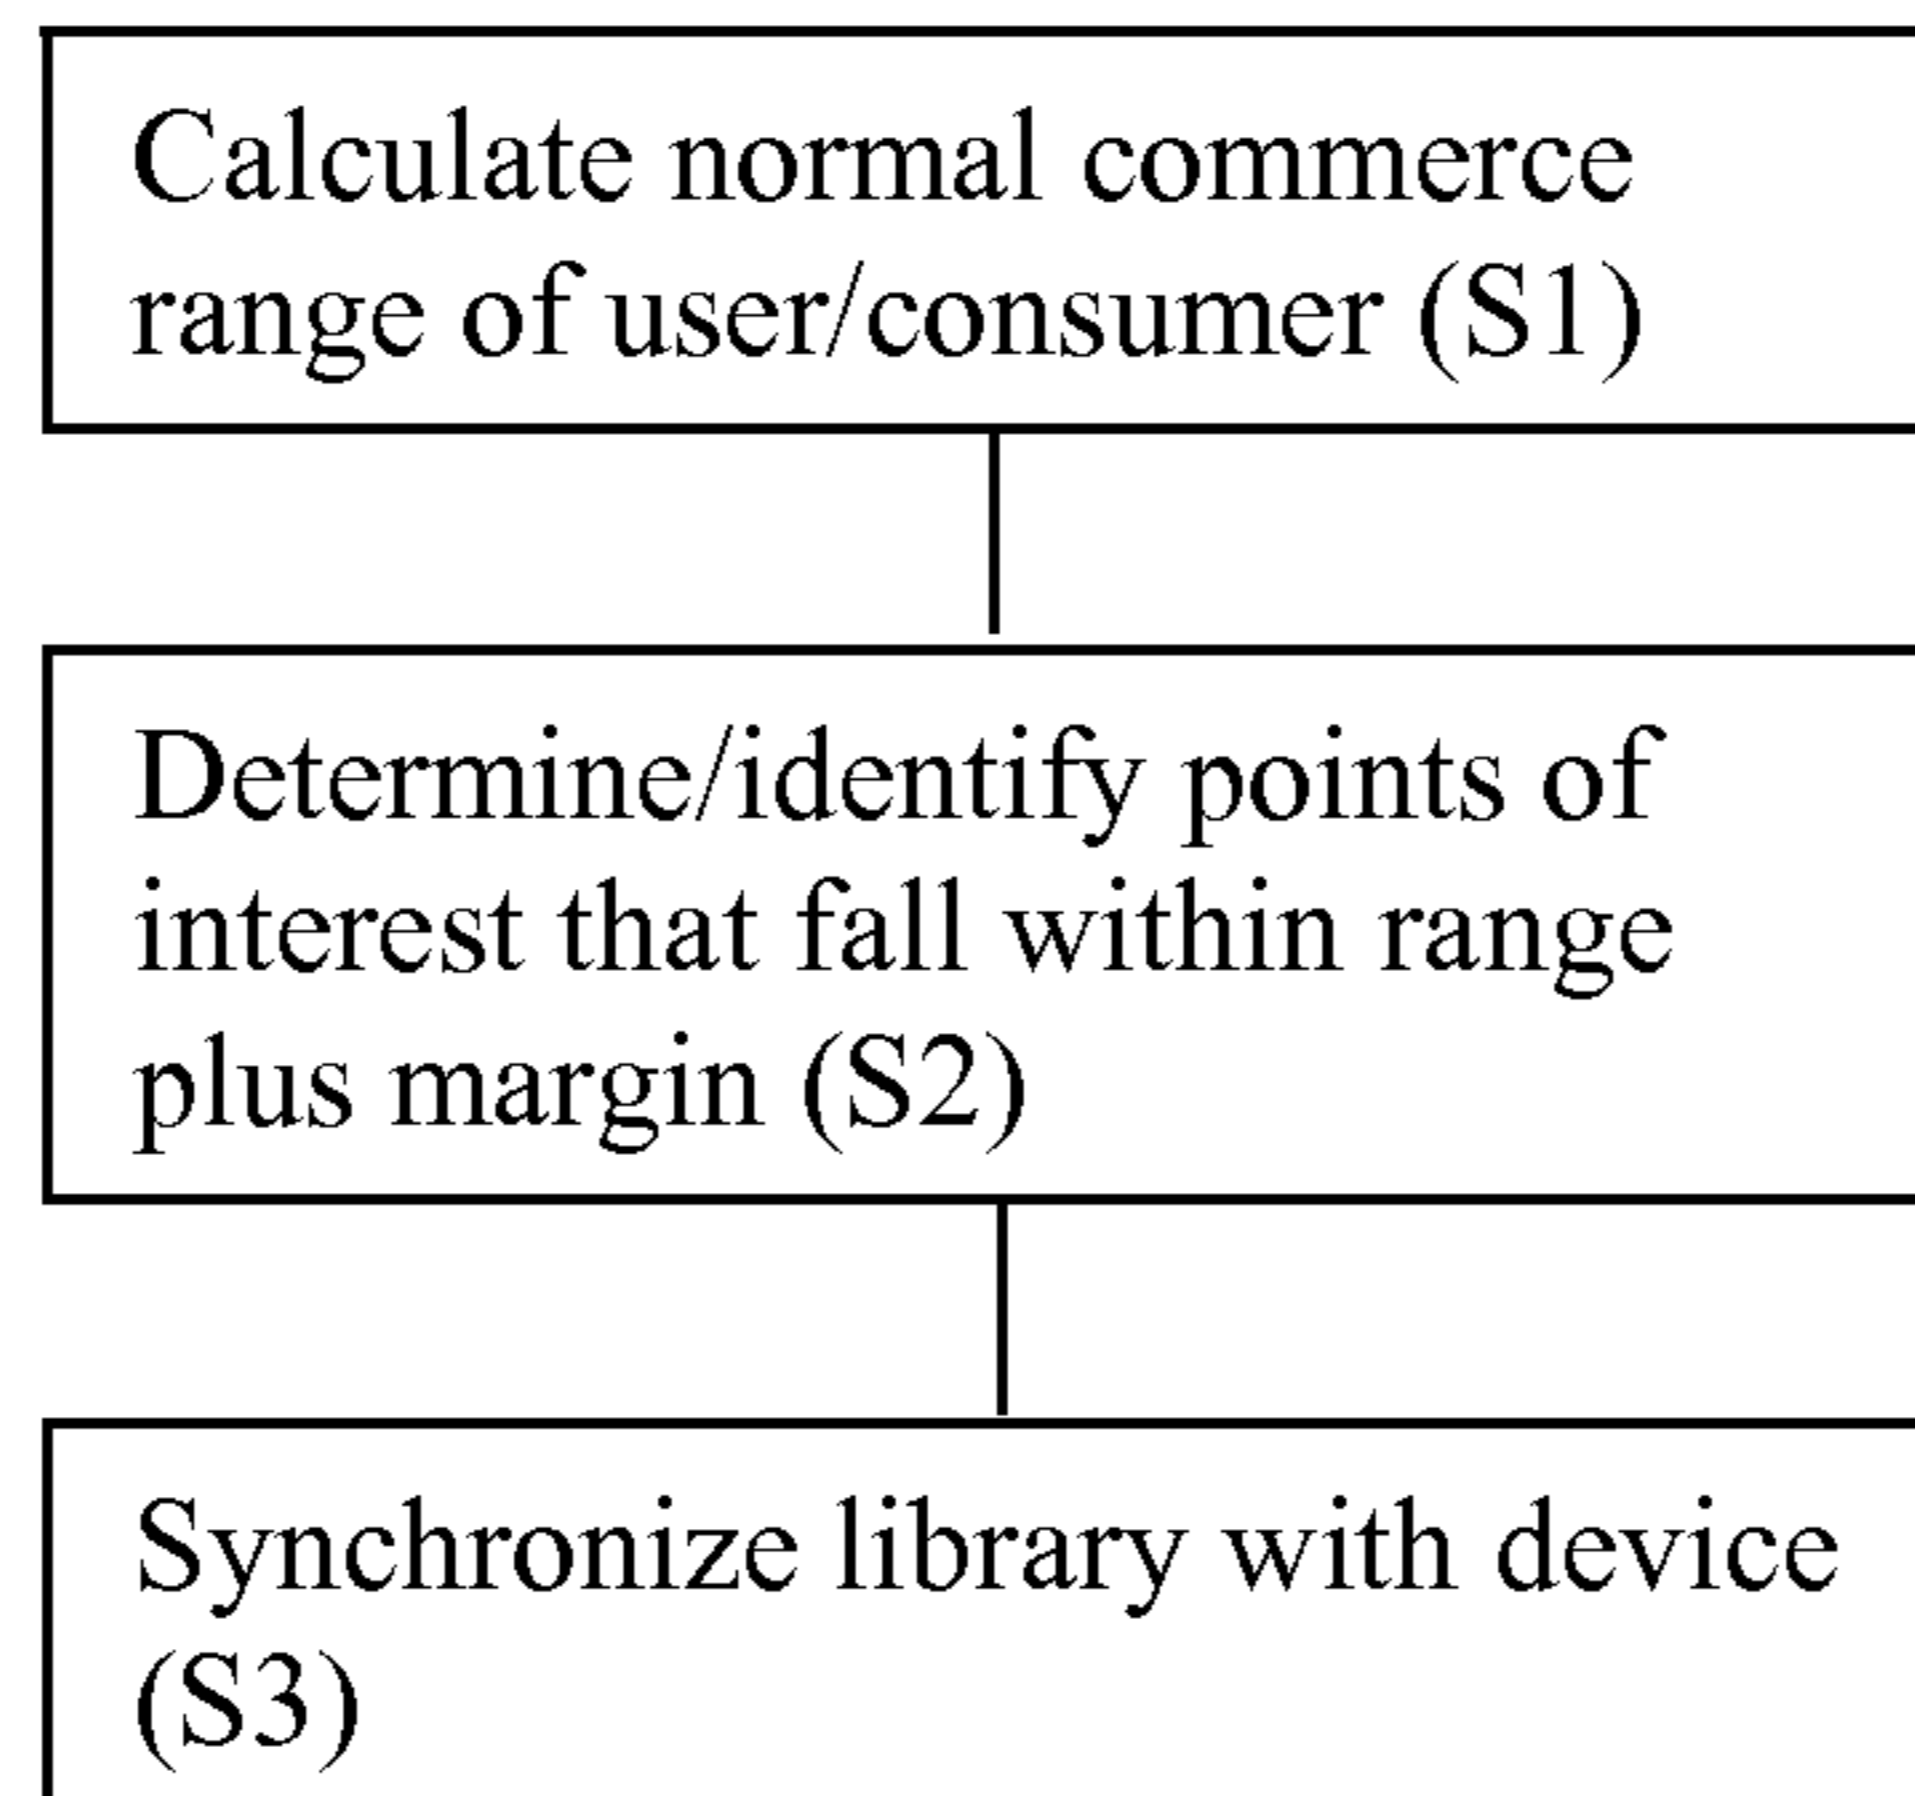 Calculate normal commerce
range of user/consumer (S1)
Determine/identify points of
interest that fall within range
plus margin (S2)
Synchronize library with device
(S3)